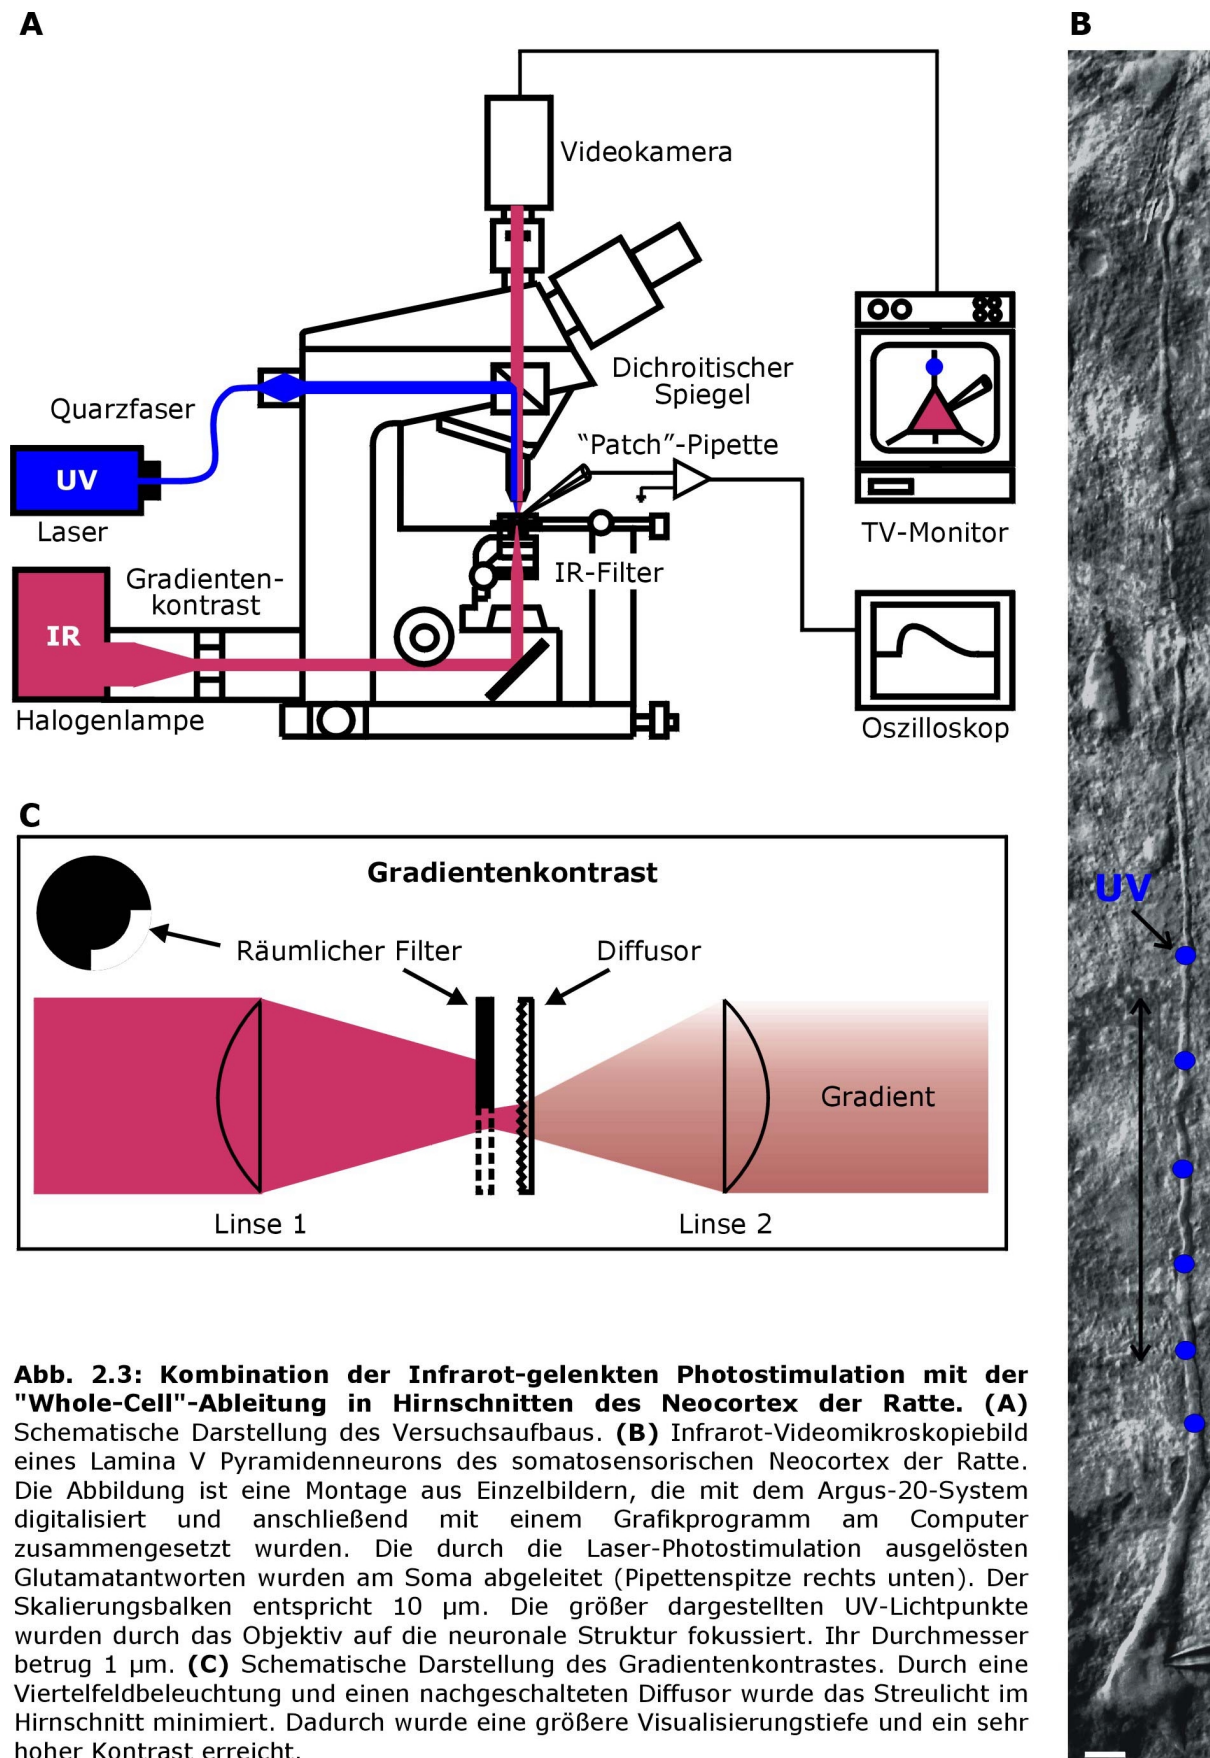 A
B
Videokamera
Dichroitischer
Spiegel
Quarzfaser
"Patch"-Pipette
UV
Laser
TV-Monitor
Gradienten-
kontrast
IR-Filter
IR
Halogenlampe
Oszilloskop
C
Gradientenkontrast
UV
Räumlicher Filter
Diffusor
Gradient
Linse 1
Linse 2
Abb. 2.3: Kombination der Infrarot-gelenkten Photostimulation mit der
"Whole-Cell"-Ableitung in Hirnschnitten des Neocortex der Ratte. (A)
Schematische Darstellung des Versuchsaufbaus. (B) Infrarot-Videomikroskopiebild
eines Lamina V Pyramidenneurons des somatosensorischen Neocortex der Ratte.
Die Abbildung ist eine Montage aus Einzelbildern, die mit dem Argus-20-System
digitalisiert und anschließend mit einem Grafikprogramm am Computer
zusammengesetzt wurden. Die durch die Laser-Photostimulation ausgelösten
Glutamatantworten wurden am Soma abgeleitet (Pipettenspitze rechts unten). Der
Skalierungsbalken entspricht 10 µm. Die größer dargestellten UV-Lichtpunkte
wurden durch das Objektiv auf die neuronale Struktur fokussiert. Ihr Durchmesser
betrug 1 µm. (C) Schematische Darstellung des Gradientenkontrastes. Durch eine
Viertelfeldbeleuchtung und einen nachgeschalteten Diffusor wurde das Streulicht im
Hirnschnitt minimiert. Dadurch wurde eine größere Visualisierungstiefe und ein sehr
hoher Kontrast erreicht.